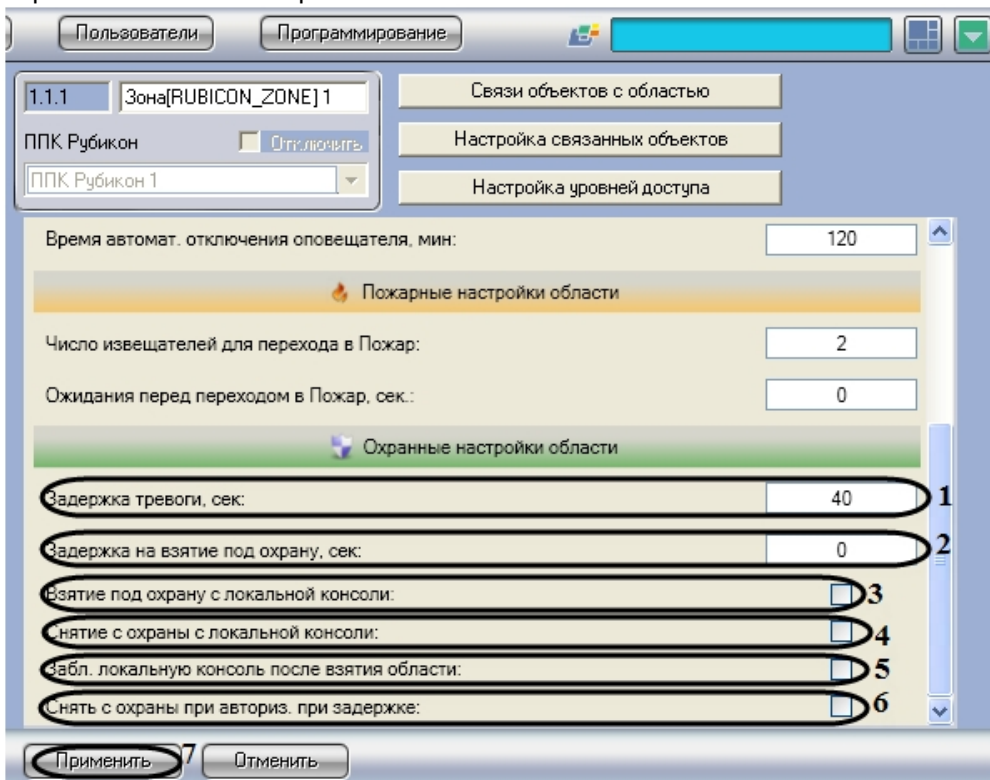 Пользователи Программирование
1.1.1 Зона[RUBICON_ZONE] 1
Связи объектов с областью
ППК Рубикон Отключить
Настройка связанных объектов
ППК Рубикон 1
Настройка уровней доступа
Время автомат. отключения оповещателя, мин: 120
Пожарные настройки области
Число извещателей для перехода в Пожар: 2
Ожидания перед переходом в Пожар, сек.: 0
Охранные настройки области
Задержка тревоги, сек: 40 1
Задержка на взятие под охрану, сек: 0 2
Взятие под охрану с локальной консоли: 3
Снятие с охраны с локальной консоли: 4
Забл. локальную консоль после взятия области: 5
Снять с охраны при авториз. при задержке: 6
Применить 7 Отменить